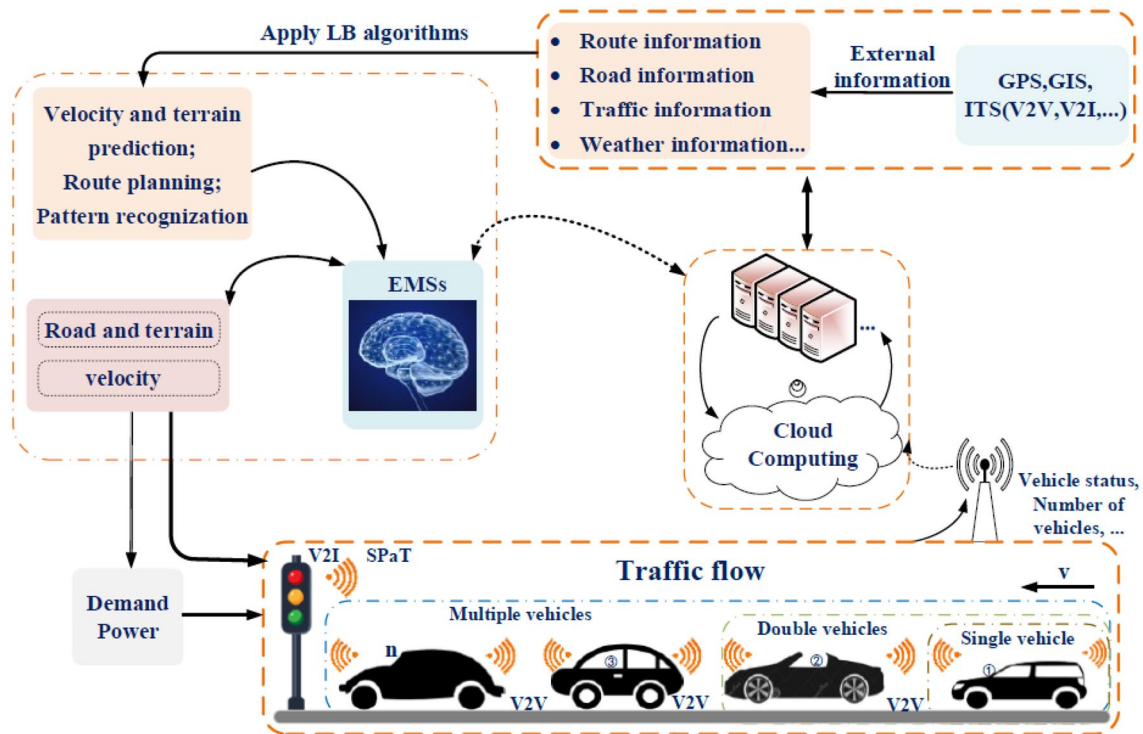 Apply LB algorithms
• Route information
• Road information
• Traffic information
• Weather information...
External
information
GPS,GIS,
ITS(V2V,V2I,...)
Velocity and terrain
prediction;
Route planning;
Pattern recognization
EMSs
Road and terrain
velocity
...
Cloud
Computing
Vehicle status,
Number of
vehicles, ...
Demand
Power
V2I
SPaT
Traffic flow
v
Multiple vehicles
Double vehicles
Single vehicle
n
③
②
①
V2V
V2V
V2V